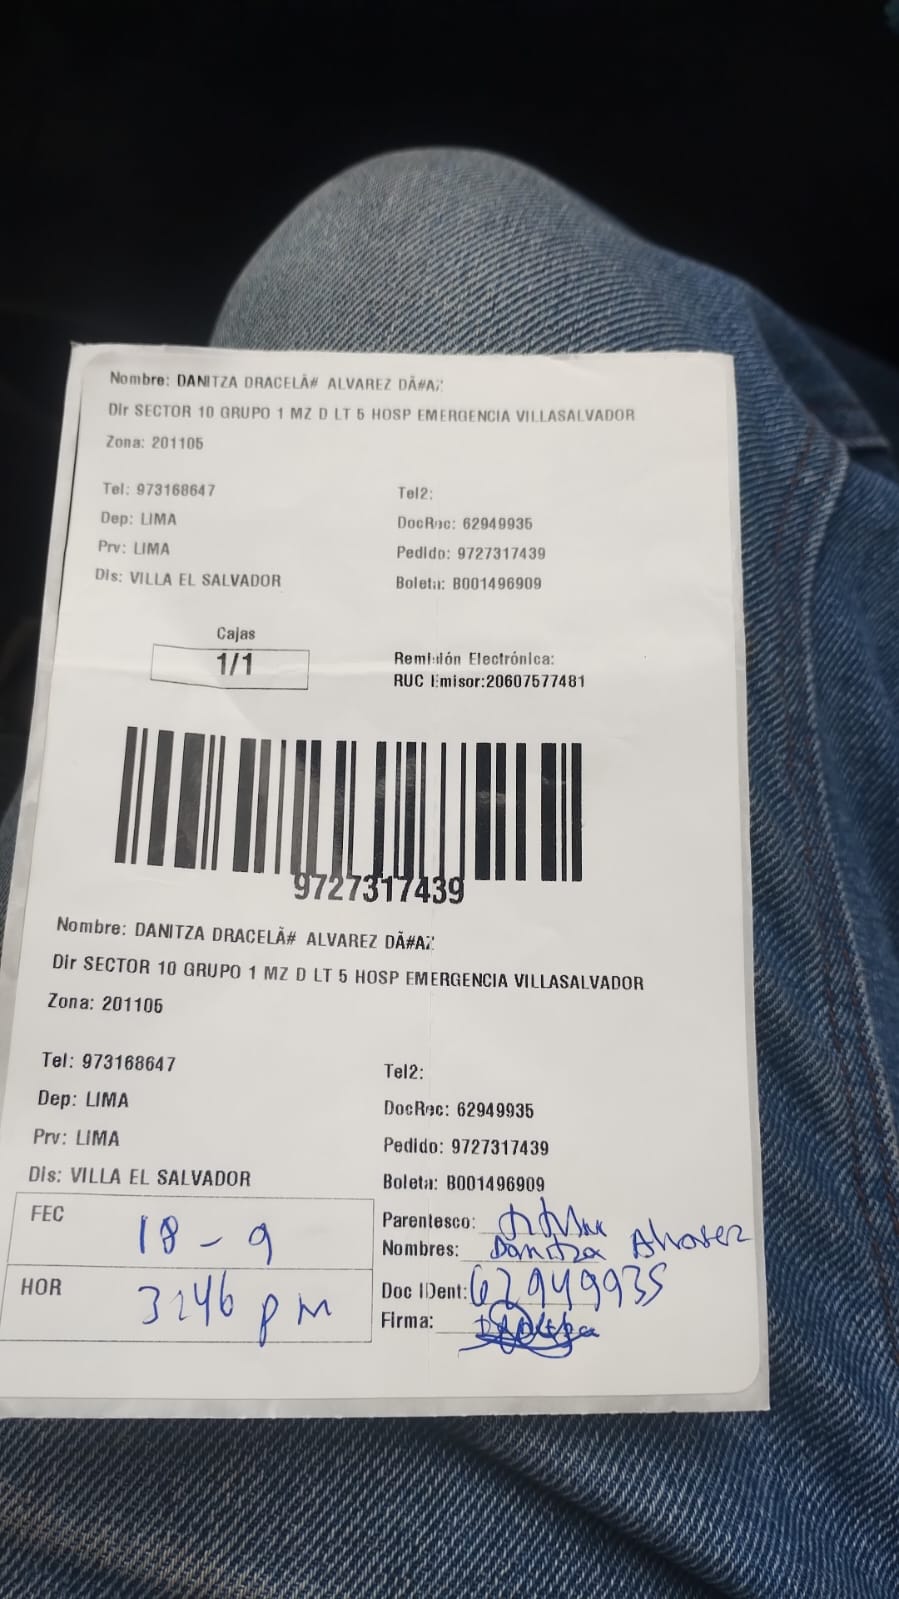 Nombre: DANITZA DRACELÃ# ALVAREZ DÃ#AZ
Dir SECTOR 10 GRUPO 1 MZ D LT 5 HOSP EMERGENCIA VILLASALVADOR
Zona: 201105
Tel: 973168647 Tel2:
Dep: LIMA DocRec: 62949935
Prv: LIMA Pedido: 9727317439
Dis: VILLA EL SALVADOR Boleta: B001496909
Cajas
1/1
Remisión Electrónica:
RUC Emisor:20607577481
9727317439
Nombre: DANITZA DRACELÃ# ALVAREZ DÃ#AZ
Dir SECTOR 10 GRUPO 1 MZ D LT 5 HOSP EMERGENCIA VILLASALVADOR
Zona: 201105
Tel: 973168647 Tel2:
Dep: LIMA DocRec: 62949935
Prv: LIMA Pedido: 9727317439
Dis: VILLA EL SALVADOR Boleta: B001496909
FEC 18-9 Parentesco:
Nombres: Danitza Alvarez
HOR 3:46 pm Doc IDent: 62949935
Firma: